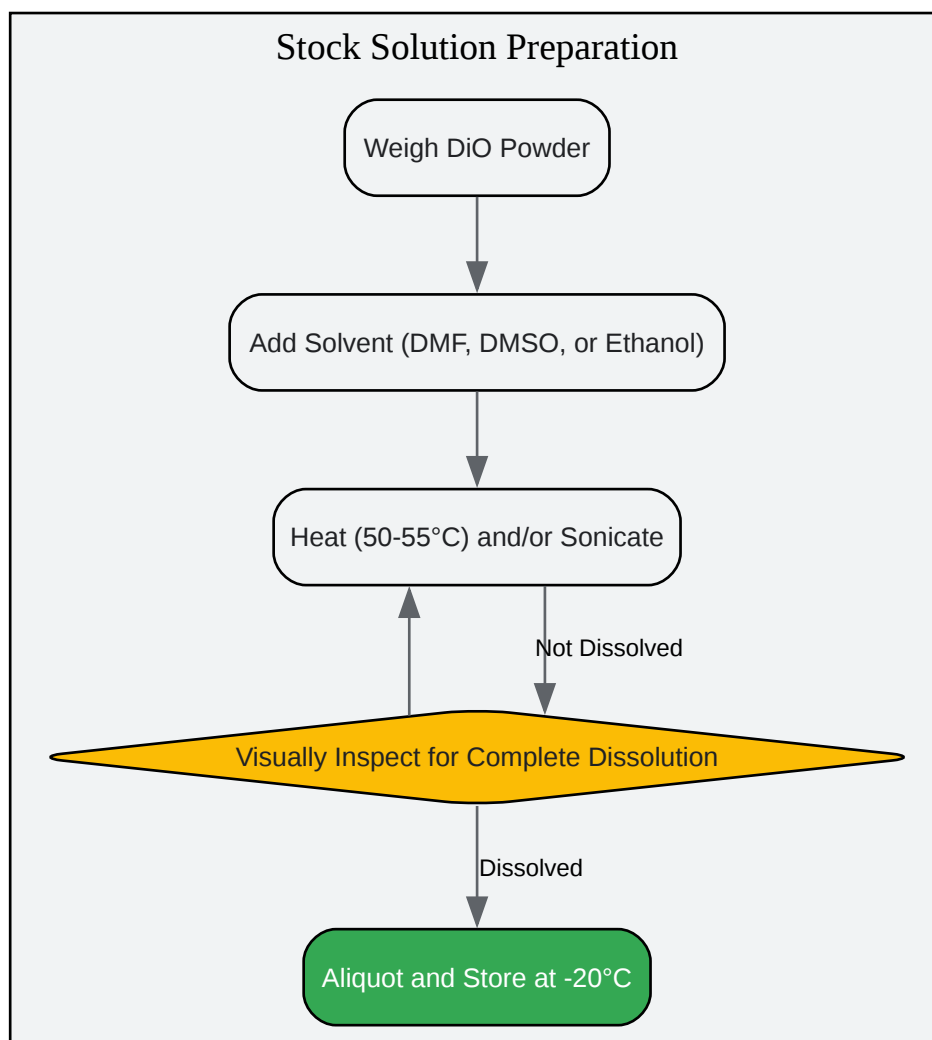 Stock Solution Preparation
Weigh DiO Powder
Add Solvent (DMF, DMSO, or Ethanol)
Heat (50-55°C) and/or Sonicate
Not Dissolved
Visually Inspect for Complete Dissolution
Dissolved
Aliquot and Store at -20°C